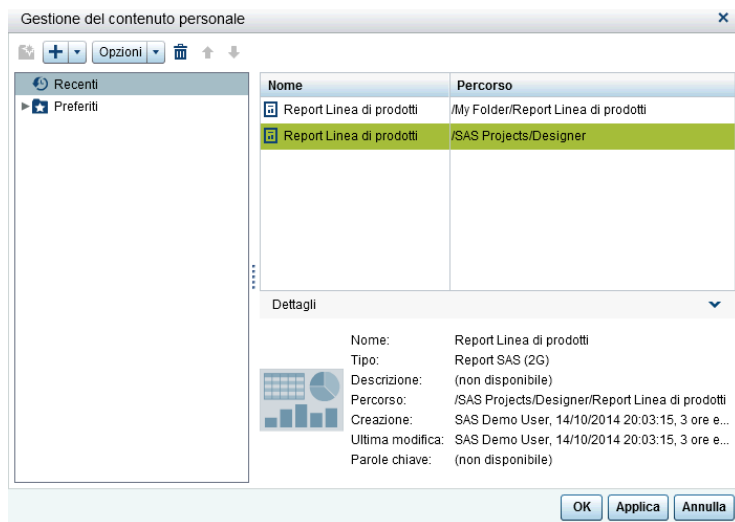 Gestione del contenuto personale
Opzioni
Recenti
Preferiti
Nome Percorso
Report Linea di prodotti /My Folder/Report Linea di prodotti
Report Linea di prodotti /SAS Projects/Designer
Dettagli
Nome: Report Linea di prodotti
Tipo: Report SAS (2G)
Descrizione: (non disponibile)
Percorso: /SAS Projects/Designer/Report Linea di prodotti
Creazione: SAS Demo User, 14/10/2014 20:03:15, 3 ore e...
Ultima modifica: SAS Demo User, 14/10/2014 20:03:15, 3 ore e...
Parole chiave: (non disponibile)
OK Applica Annulla